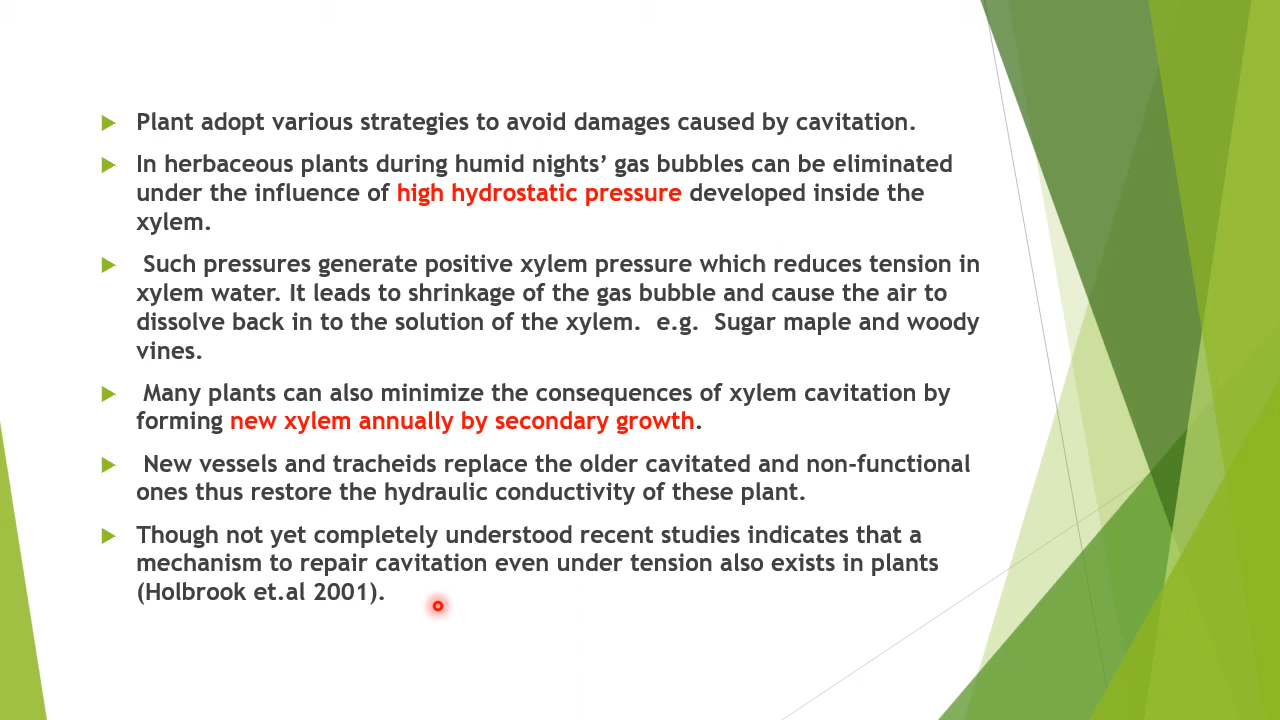 Plant adopt various strategies to avoid damages caused by cavitation.
In herbaceous plants during humid nights’ gas bubbles can be eliminated
under the influence of high hydrostatic pressure developed inside the
xylem.
Such pressures generate positive xylem pressure which reduces tension in
xylem water. It leads to shrinkage of the gas bubble and cause the air to
dissolve back in to the solution of the xylem. e.g. Sugar maple and woody
vines.
Many plants can also minimize the consequences of xylem cavitation by
forming new xylem annually by secondary growth.
New vessels and tracheids replace the older cavitated and non-functional
ones thus restore the hydraulic conductivity of these plant.
Though not yet completely understood recent studies indicates that a
mechanism to repair cavitation even under tension also exists in plants
(Holbrook et.al 2001).